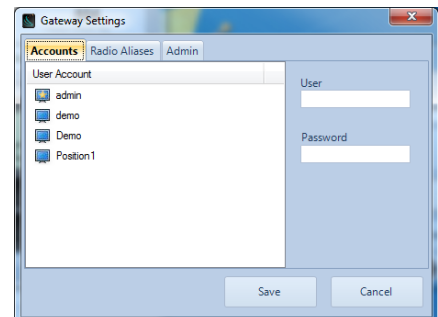 Gateway Settings
Accounts Radio Aliases Admin
User Account
admin
demo
Demo
Position1
User
Password
Save Cancel